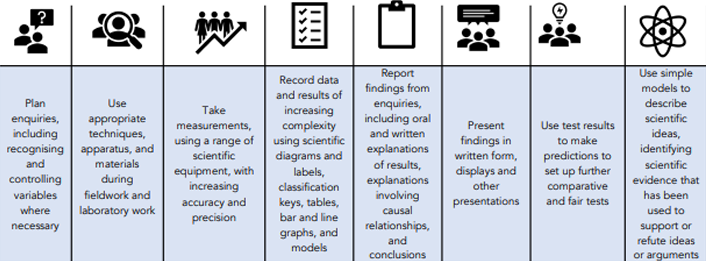 ?
Plan
enquiries,
including
recognising
and
controlling
variables
where
necessary
Use
appropriate
techniques,
apparatus, and
materials
during
fieldwork and
laboratory work
Take
measurements,
using a range of
scientific
equipment, with
increasing
accuracy and
precision
Record data
and results of
increasing
complexity
using scientific
diagrams and
labels,
classification
keys, tables,
bar and line
graphs, and
models
Report
findings from
enquiries,
including oral
and written
explanations
of results,
explanations
involving
causal
relationships,
and
conclusions
Present
findings in
written form,
displays and
other
presentations
Use test results
to make
predictions to
set up further
comparative
and fair tests
Use simple
models to
describe
scientific
ideas,
identifying
scientific
evidence that
has been
used to
support or
refute ideas
or arguments